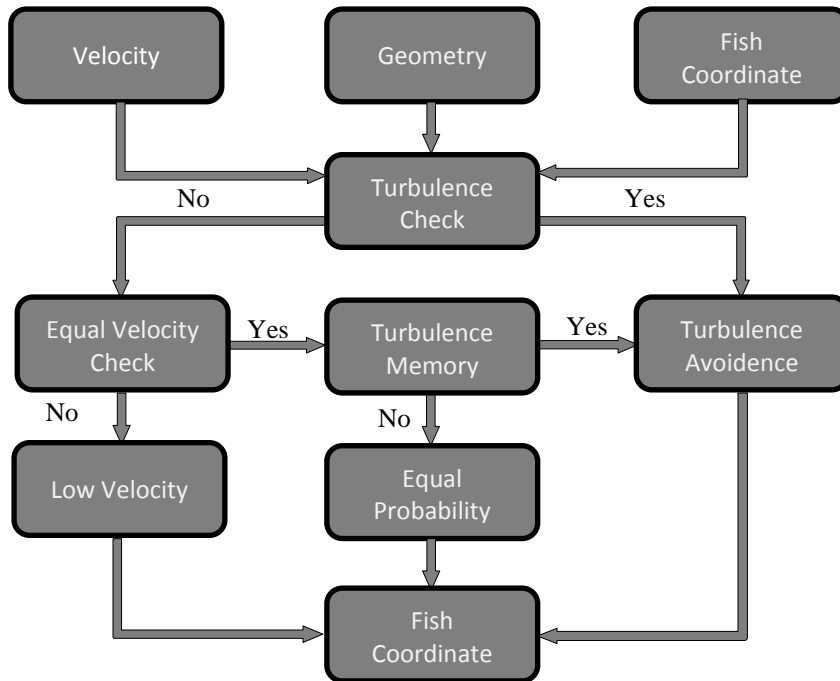 Velocity
Geometry
Fish
Coordinate
Turbulence
Check
No
Yes
Equal Velocity
Check
Yes
Turbulence
Memory
Yes
Turbulence
Avoidence
No
No
Low Velocity
Equal
Probability
Fish
Coordinate